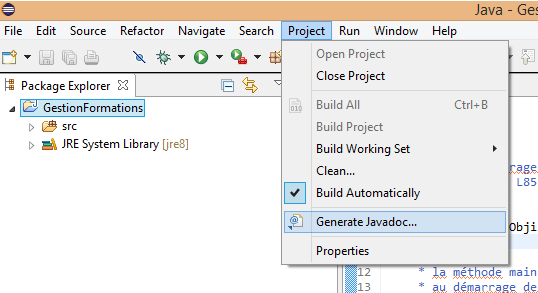 Java - Ges
File Edit Source Refactor Navigate Search Project Run Window Help
Package Explorer
GestionFormations
src
JRE System Library [jre8]
Open Project
Close Project
010
Build All Ctrl+B
Build Project
Build Working Set
Clean...
Build Automatically
@ Generate Javadoc...
Properties
rage
L85
Obji
12 * la méthode main
13 * au démarrage de